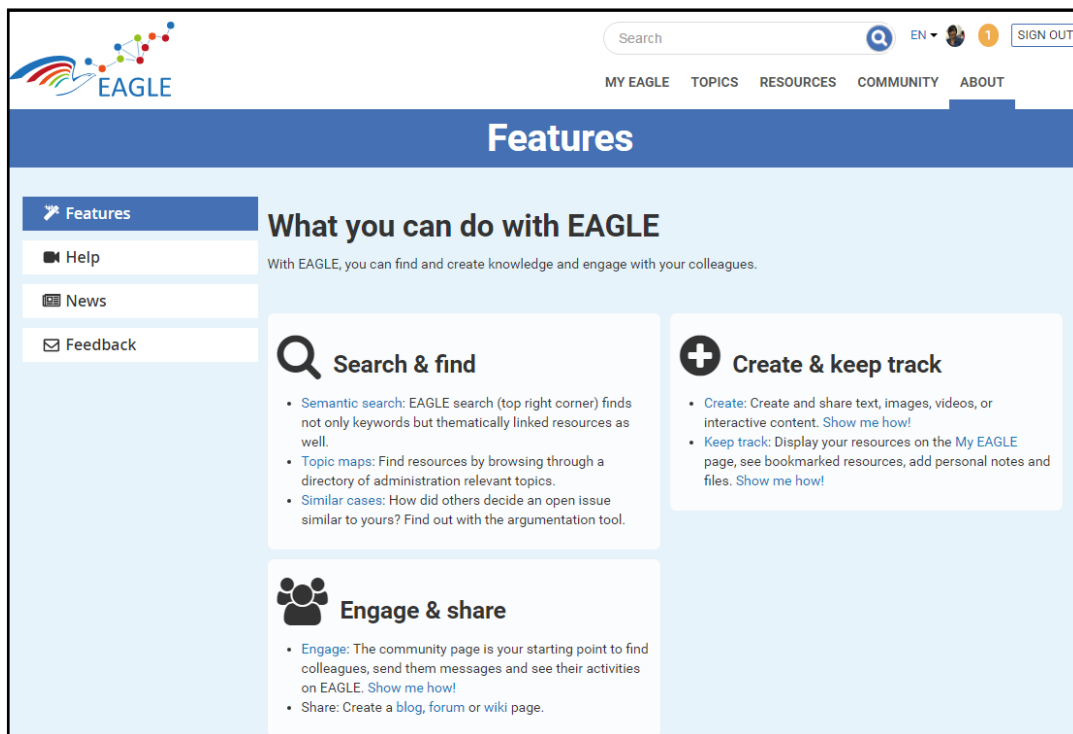 EAGLE
Search
EN
1
SIGN OUT
MY EAGLE TOPICS RESOURCES COMMUNITY ABOUT
Features
Features
Help
News
Feedback
What you can do with EAGLE
With EAGLE, you can find and create knowledge and engage with your colleagues.
Search & find
• Semantic search: EAGLE search (top right corner) finds
not only keywords but thematically linked resources as
well.
• Topic maps: Find resources by browsing through a
directory of administration relevant topics.
• Similar cases: How did others decide an open issue
similar to yours? Find out with the argumentation tool.
Create & keep track
• Create: Create and share text, images, videos, or
interactive content. Show me how!
• Keep track: Display your resources on the My EAGLE
page, see bookmarked resources, add personal notes and
files. Show me how!
Engage & share
• Engage: The community page is your starting point to find
colleagues, send them messages and see their activities
on EAGLE. Show me how!
• Share: Create a blog, forum or wiki page.